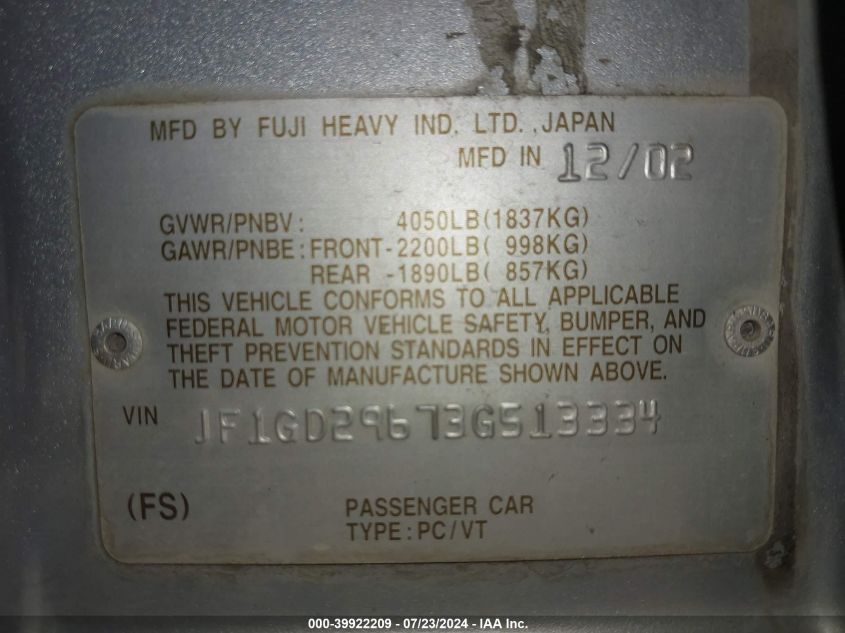 MFD BY FUJI HEAVY IND. LTD., JAPAN
MFD IN 12/02
GVWR/PNBV: 4050LB(1837KG)
GAWR/PNBE: FRONT-2200LB( 998KG)
REAR -1890LB( 857KG)
THIS VEHICLE CONFORMS TO ALL APPLICABLE
FEDERAL MOTOR VEHICLE SAFETY, BUMPER, AND
THEFT PREVENTION STANDARDS IN EFFECT ON
THE DATE OF MANUFACTURE SHOWN ABOVE.
VIN JF1GD29673G513334
(FS) PASSENGER CAR
TYPE:PC/VT
000-39922209 - 07/23/2024 - IAA Inc.